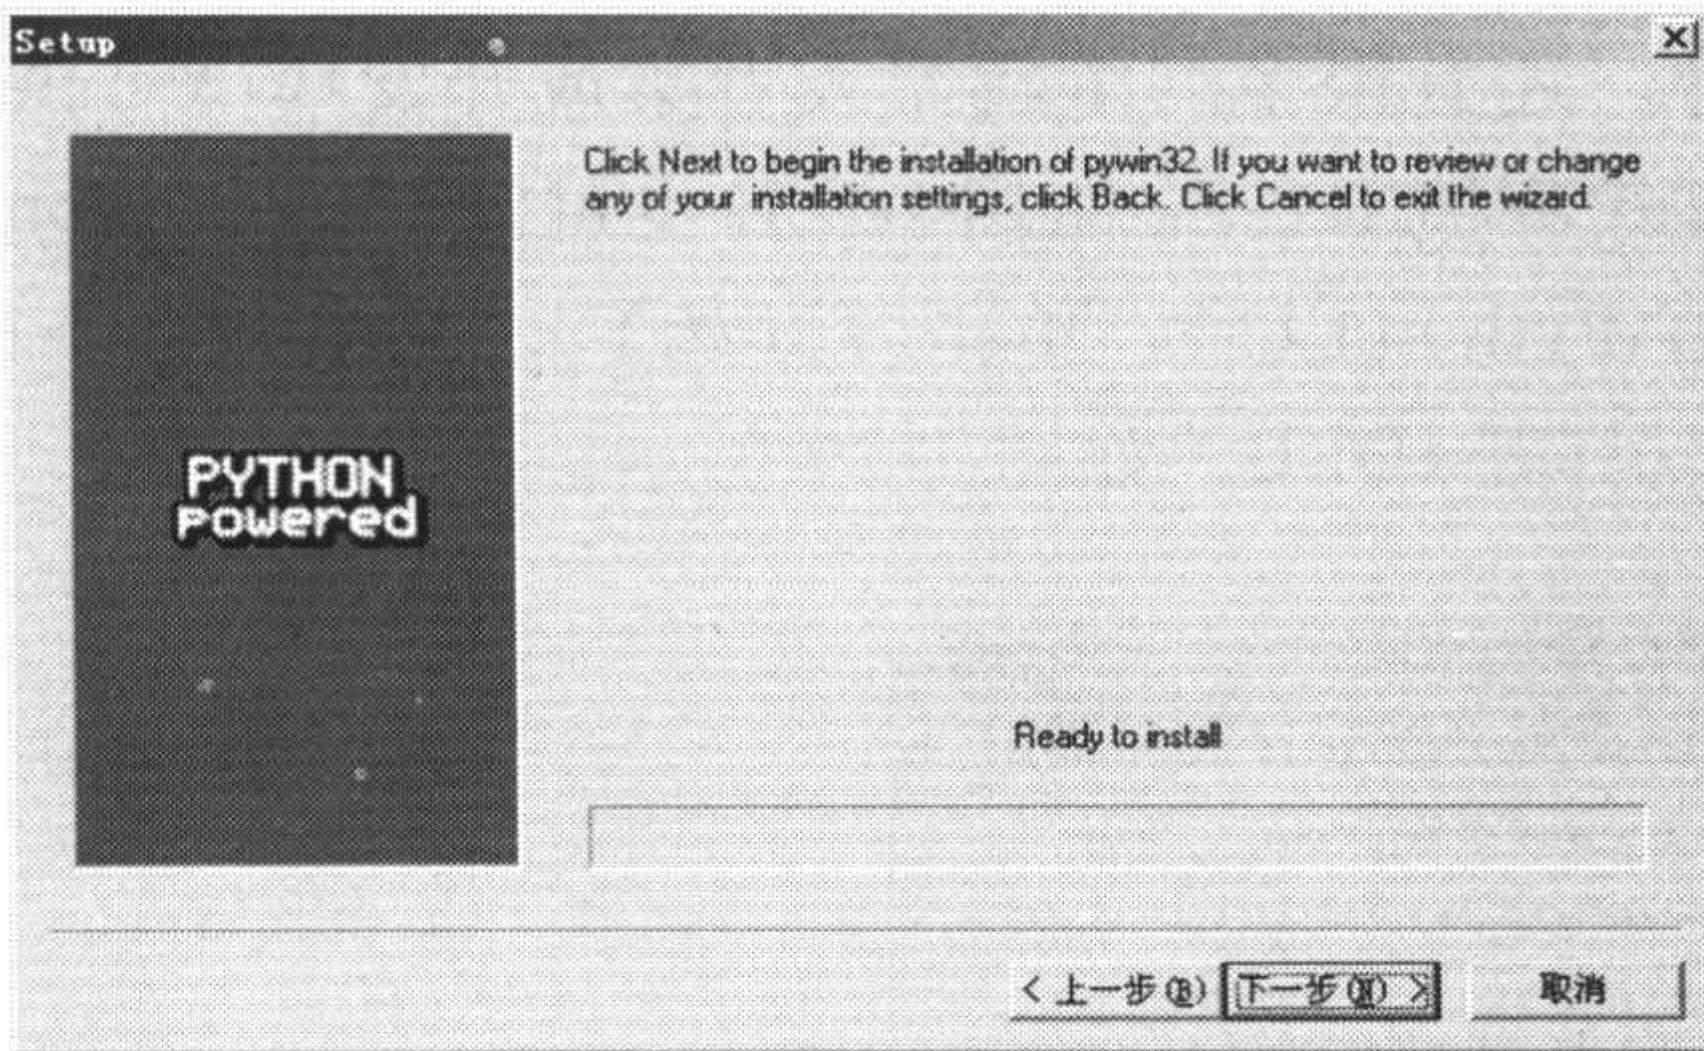 Setup
Click Next to begin the installation of pywin32. If you want to review or change
any of your installation settings, click Back. Click Cancel to exit the wizard.
PYTHON
powered
Ready to install
< 上一步(B)
下一步(N) >
取消